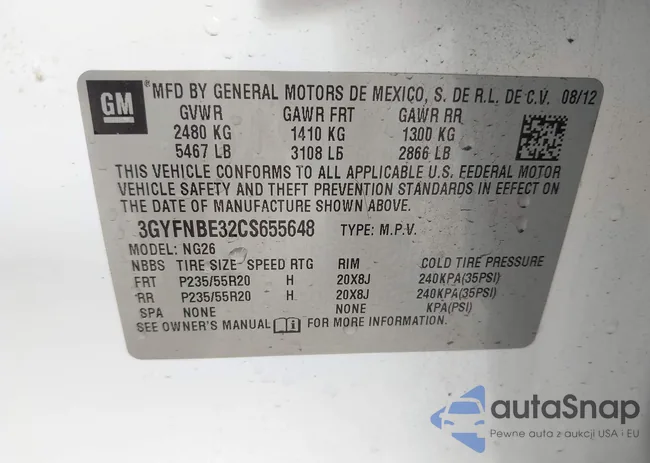 GM
MFD BY GENERAL MOTORS DE MEXICO, S. DE R.L. DE C.V. 08/12
GVWR GAWR FRT GAWR RR
2480 KG 1410 KG 1300 KG
5467 LB 3108 LB 2866 LB
THIS VEHICLE CONFORMS TO ALL APPLICABLE U.S. FEDERAL MOTOR
VEHICLE SAFETY AND THEFT PREVENTION STANDARDS IN EFFECT ON
THE DATE OF MANUFACTURE SHOWN ABOVE.
3GYFNBE32CS655648 TYPE: M.P.V.
MODEL: NG26
NBBS TIRE SIZE SPEED RTG RIM COLD TIRE PRESSURE
FRT P235/55R20 H 20X8J 240KPA(35PSI)
RR P235/55R20 H 20X8J 240KPA(35PSI)
SPA NONE NONE KPA(PSI)
SEE OWNER'S MANUAL FOR MORE INFORMATION.
autaSnap
Pewne auta z aukcji USA i EU